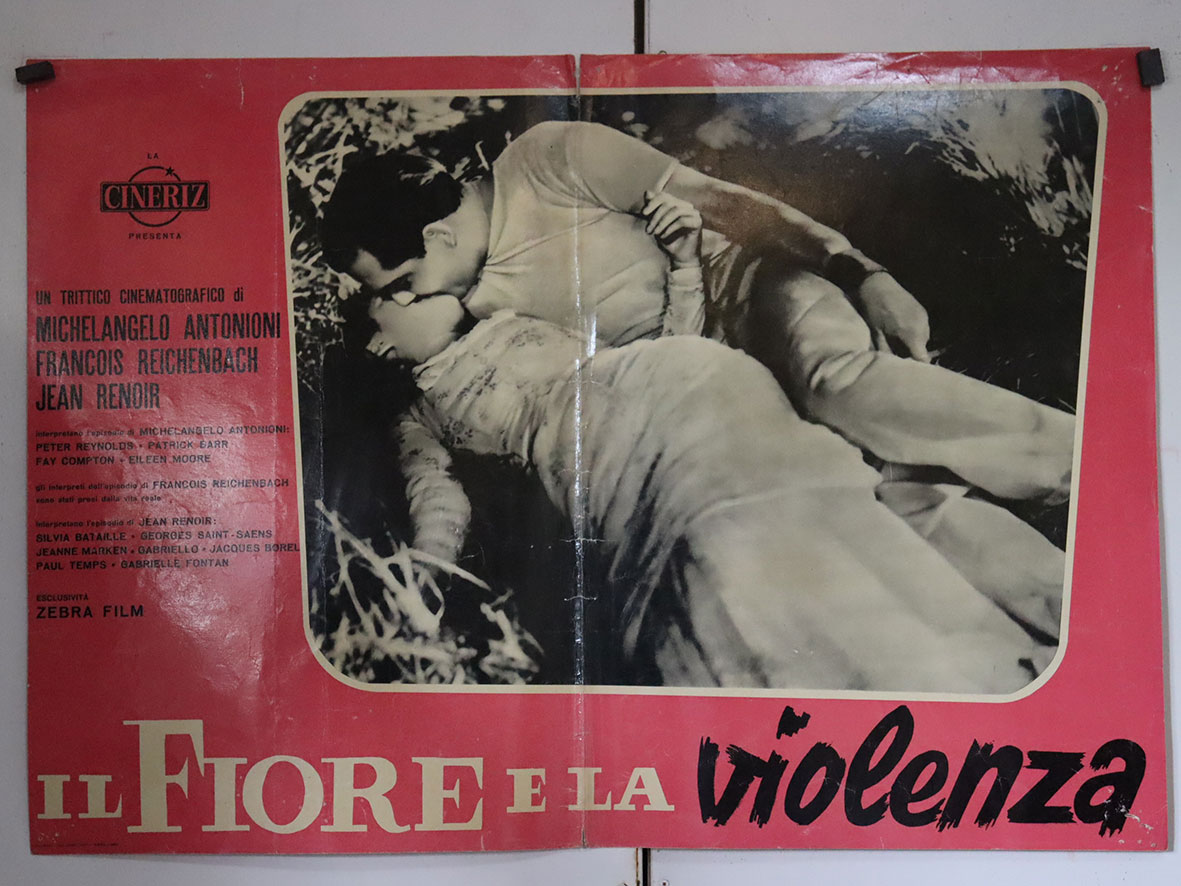 LA
CINERIZ
PRESENTA
UN TRITTICO CINEMATOGRAFICO di
MICHELANGELO ANTONIONI
FRANCOIS REICHENBACH
JEAN RENOIR
interpretano l'episodio di MICHELANGELO ANTONIONI:
PETER REYNOLDS • PATRICK BARR
FAY COMPTON • EILEEN MOORE
gli interpreti dell'episodio di FRANCOIS REICHENBACH
sono stati presi dalla vita reale
interpretano l'episodio di JEAN RENOIR:
SILVIA BATAILLE • GEORGES SAINT-SAENS
JEANNE MARKEN • GABRIELLO • JACQUES BOREL
PAUL TEMPS • GABRIELLE FONTAN
ESCLUSIVITÀ
ZEBRA FILM
IL FIORE E LA violenza